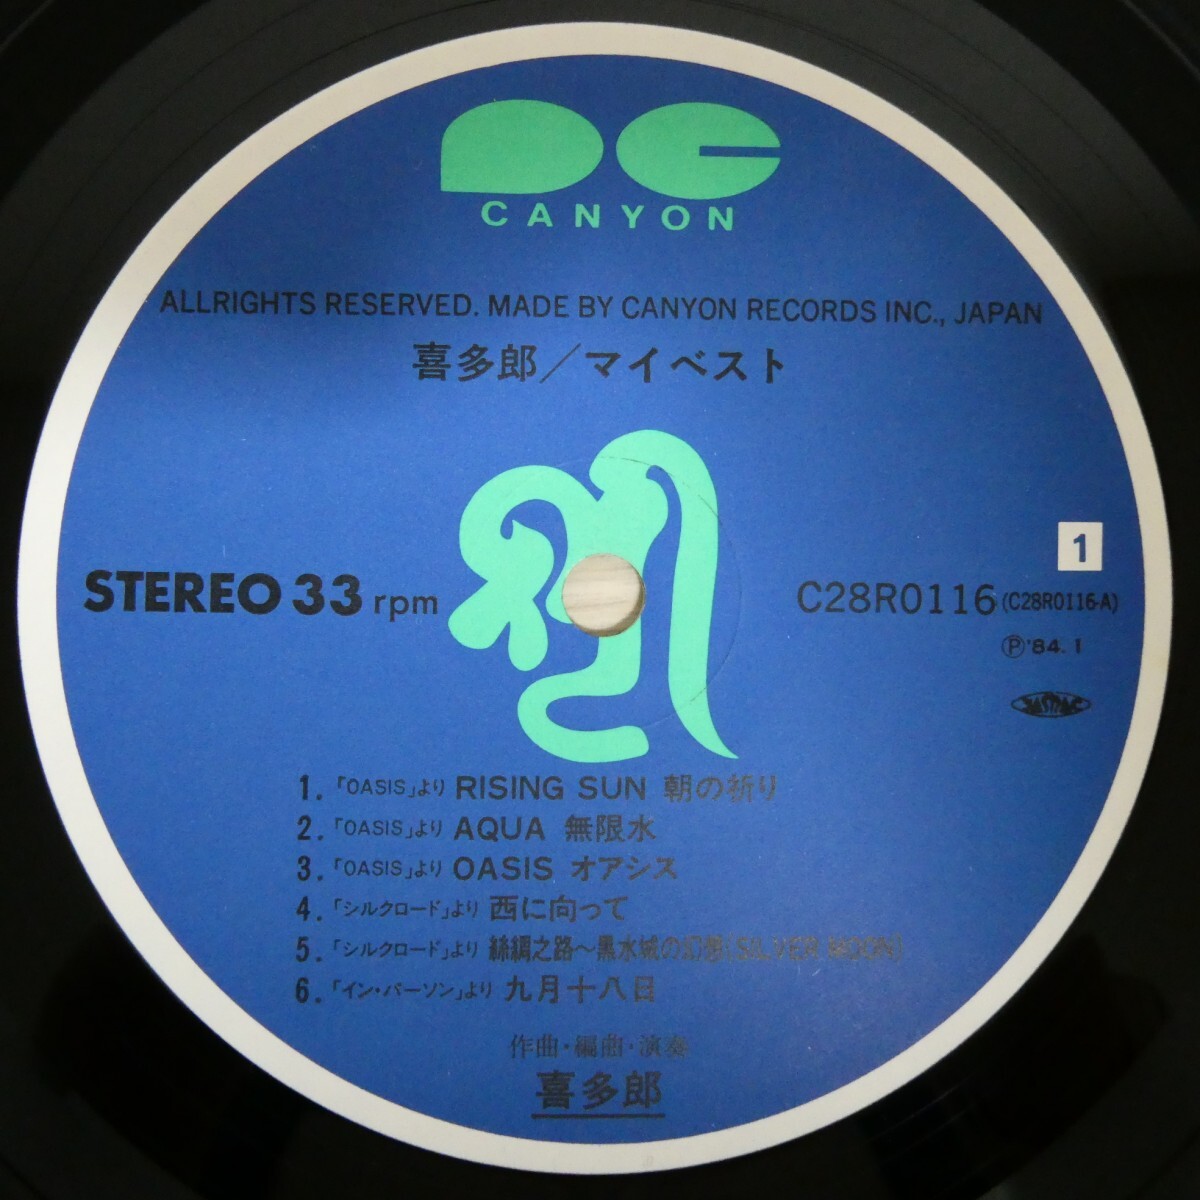 CANYON
ALLRIGHTS RESERVED. MADE BY CANYON RECORDS INC., JAPAN
喜多郎／マイベスト
1
STEREO 33 rpm
C28R0116 (C28R0116-A)
Ⓟ'84.1
JASRAC
1.「OASIS」より RISING SUN 朝の祈り
2.「OASIS」より AQUA 無限水
3.「OASIS」より OASIS オアシス
4.「シルクロード」より 西に向って
5.「シルクロード」より 絲綢之路～黒水城の幻想(SILVER MOON)
6.「イン・パーソン」より 九月十八日
作曲・編曲・演奏
喜多郎